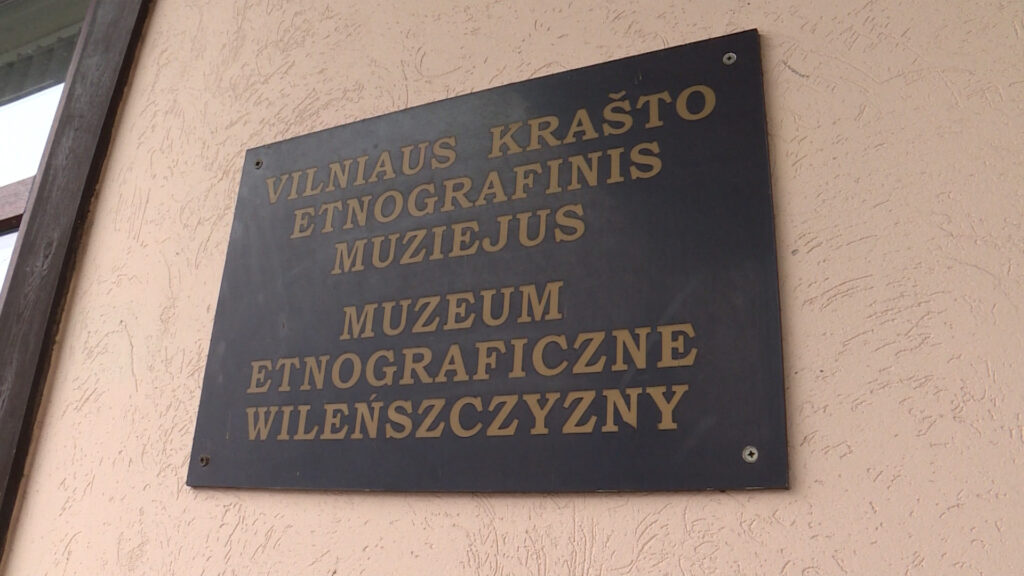 VILNIAUS KRAŠTO
ETNOGRAFINIS
MUZIEJUS
MUZEUM
ETNOGRAFICZNE
WILEŃSZCZYZNY